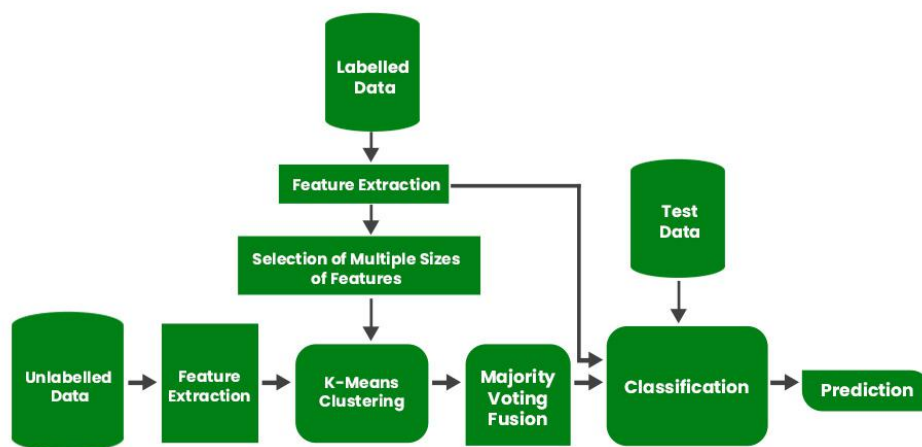 Labelled
Data
Feature Extraction
Selection of Multiple Sizes
of Features
Test
Data
Unlabelled
Data
Feature
Extraction
K-Means
Clustering
Majority
Voting
Fusion
Classification
Prediction